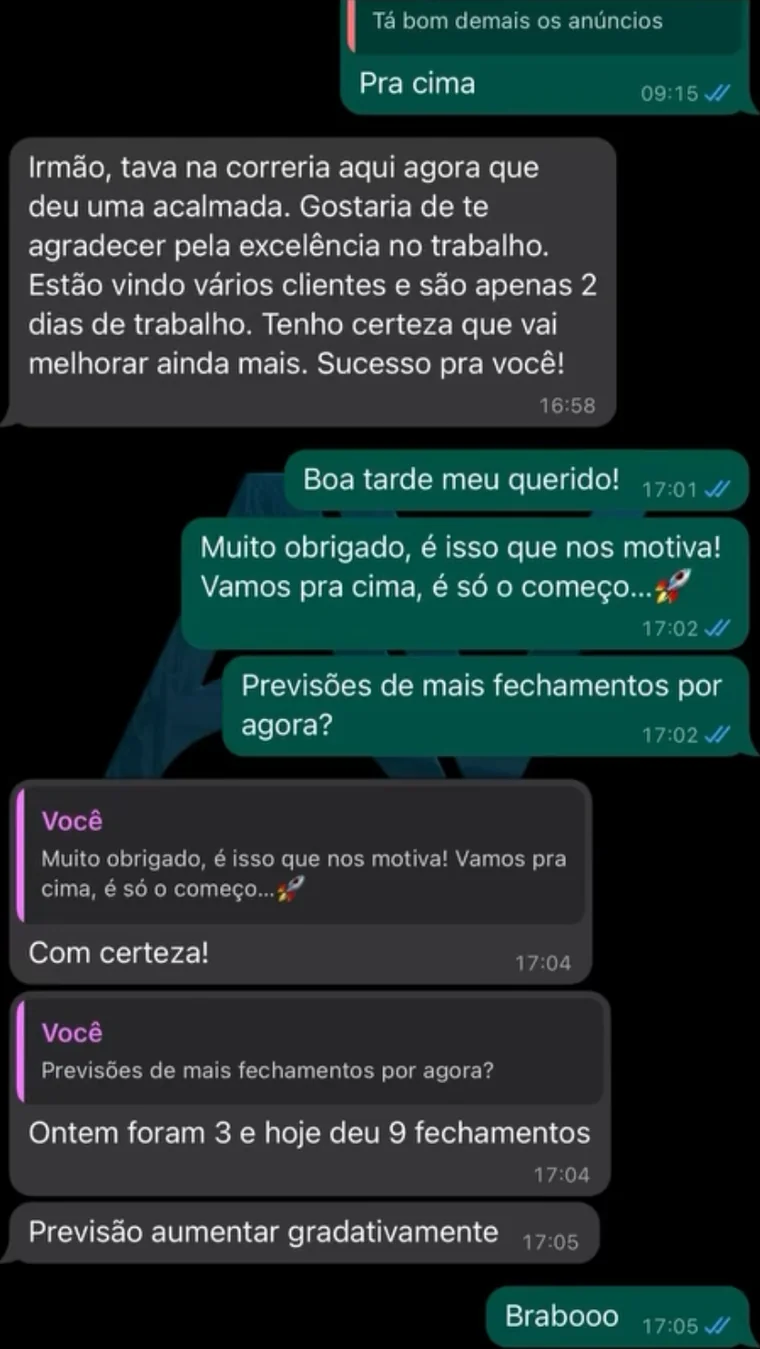 Tá bom demais os anúncios
Pra cima
09:15
Irmão, tava na correria aqui agora que
deu uma acalmada. Gostaria de te
agradecer pela excelência no trabalho.
Estão vindo vários clientes e são apenas 2
dias de trabalho. Tenho certeza que vai
melhorar ainda mais. Sucesso pra você!
16:58
Boa tarde meu querido!
17:01
Muito obrigado, é isso que nos motiva!
Vamos pra cima, é só o começo...🚀
17:02
Previsões de mais fechamentos por
agora?
17:02
Você
Muito obrigado, é isso que nos motiva! Vamos pra
cima, é só o começo...🚀
Com certeza!
17:04
Você
Previsões de mais fechamentos por agora?
Ontem foram 3 e hoje deu 9 fechamentos
17:04
Previsão aumentar gradativamente
17:05
Brabooo
17:05